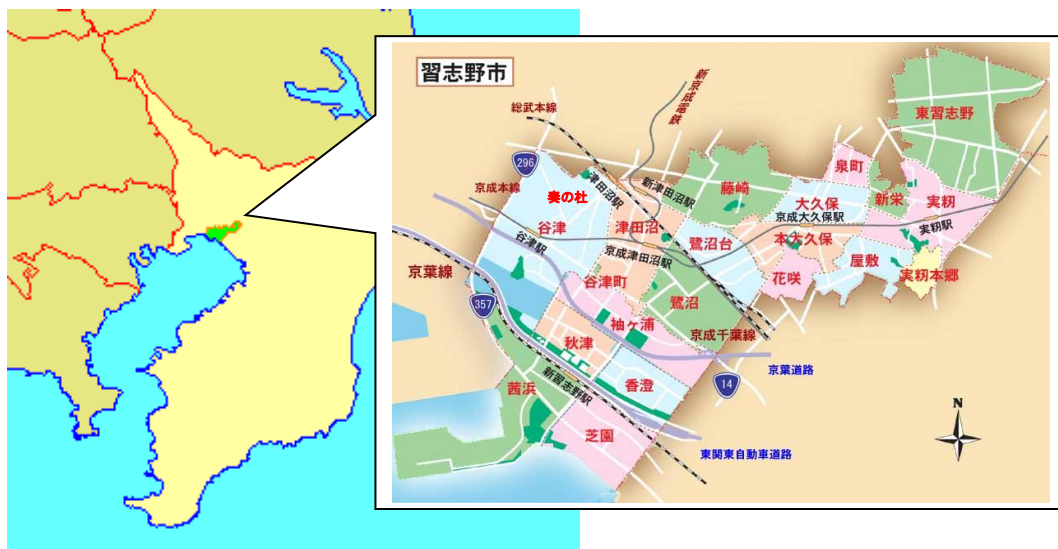 習志野市
新京成電鉄
総武本線
東習志野
296
泉町
津田沼駅
新津田沼駅
藤崎
京成本線
奏の杜
大久保
新栄
実籾
谷津
津田沼
京成大久保駅
実籾駅
谷津駅
京成津田沼駅
鷺沼台
本大久保
屋敷
京葉線
谷津町
花咲
実籾本郷
357
鷺沼
袖ヶ浦
京成千葉線
秋津
京葉道路
新習志野駅
香澄
14
茜浜
N
芝園
東関東自動車道路